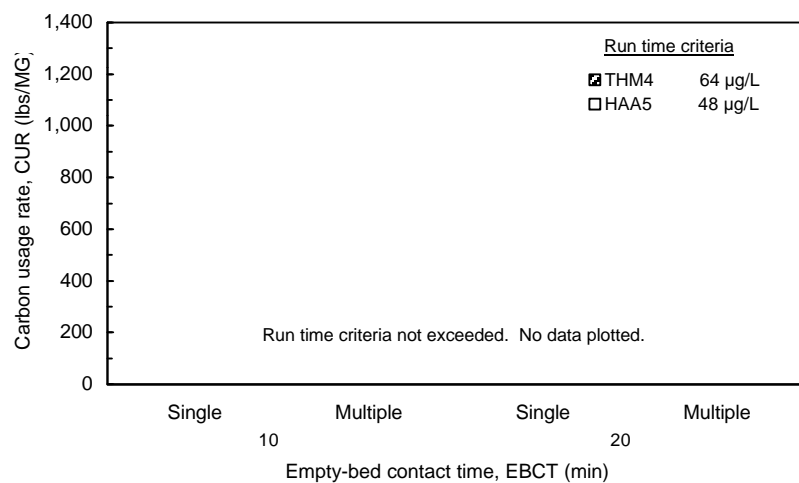 1,400
1,200
1,000
800
600
400
200
0
Carbon usage rate, CUR (lbs/MG)
Run time criteria
THM4 64 µg/L
HAA5 48 µg/L
Run time criteria not exceeded. No data plotted.
Single Multiple Single Multiple
10 20
Empty-bed contact time, EBCT (min)